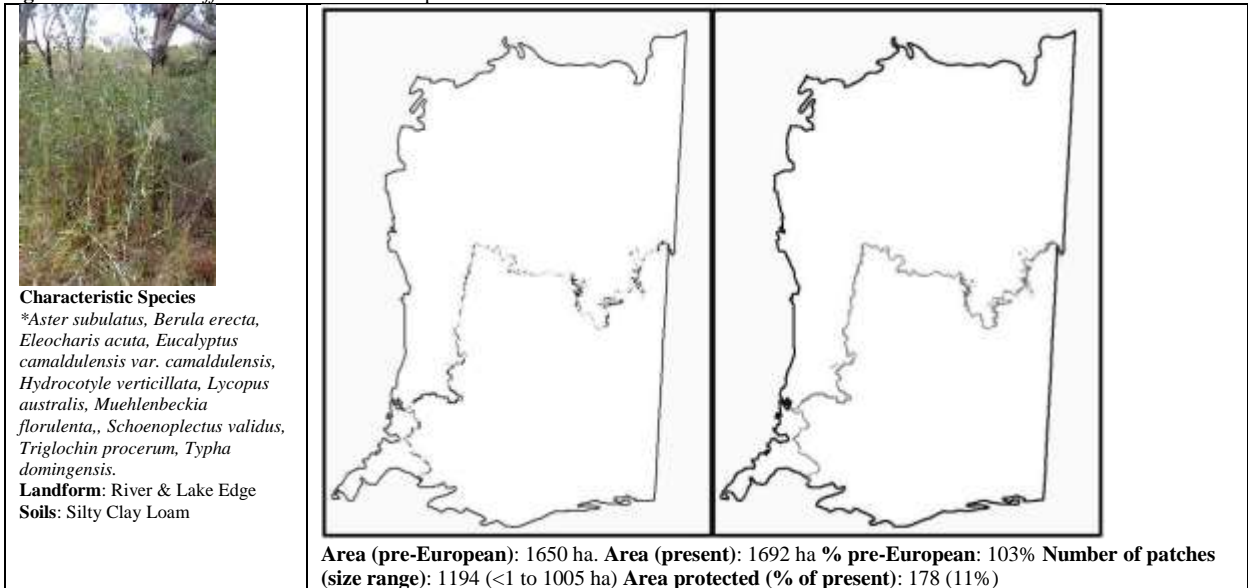 Characteristic Species
*Aster subulatus, Berula erecta,
Eleocharis acuta, Eucalyptus
camaldulensis var. camaldulensis,
Hydrocotyle verticillata, Lycopus
australis, Muehlenbeckia
florulenta,, Schoenoplectus validus,
Triglochin procerum, Typha
domingensis.
Landform: River & Lake Edge
Soils: Silty Clay Loam
Area (pre-European): 1650 ha. Area (present): 1692 ha % pre-European: 103% Number of patches
(size range): 1194 (<1 to 1005 ha) Area protected (% of present): 178 (11%)